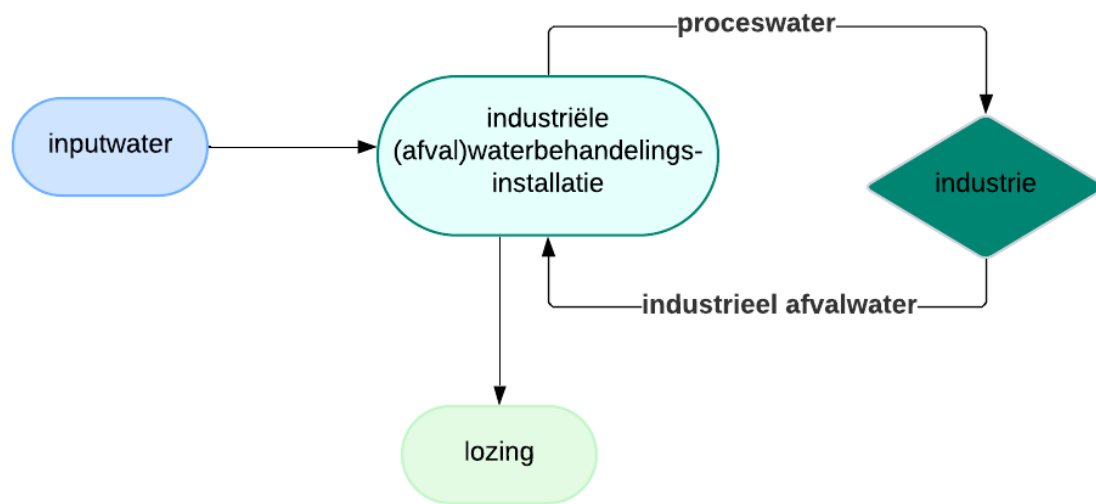 proceswater
inputwater
industriële
(afval)waterbehandelings-
installatie
industrie
industrieel afvalwater
lozing